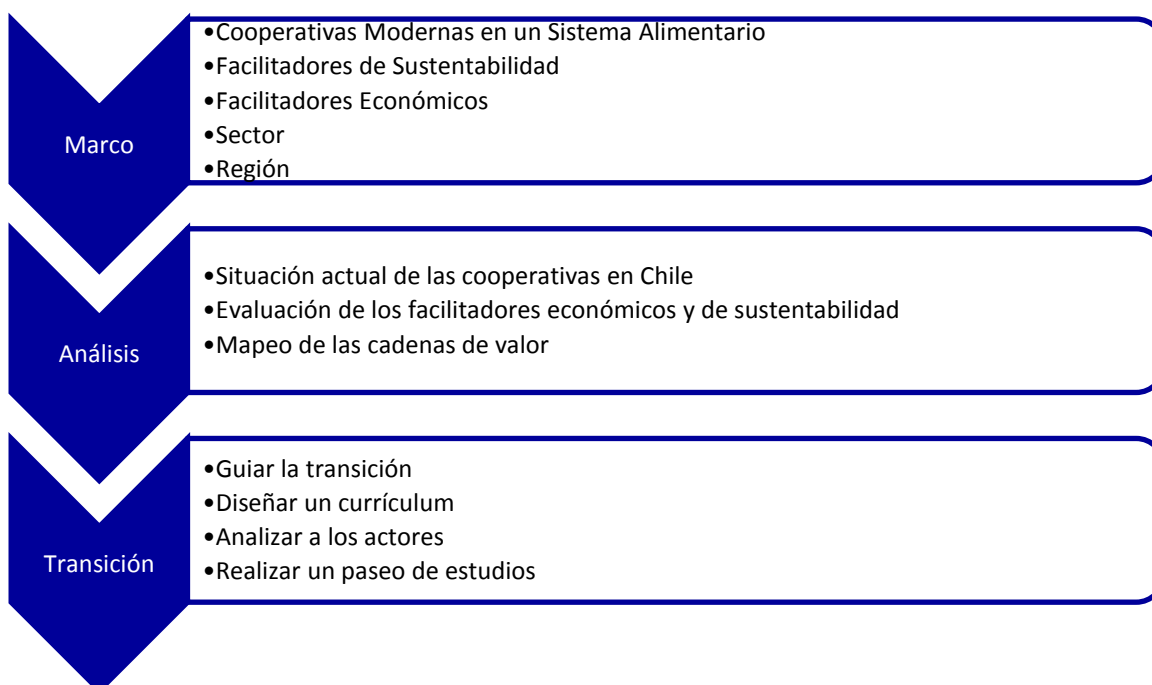 Marco
•Cooperativas Modernas en un Sistema Alimentario
•Facilitadores de Sustentabilidad
•Facilitadores Económicos
•Sector
•Región
Análisis
•Situación actual de las cooperativas en Chile
•Evaluación de los facilitadores económicos y de sustentabilidad
•Mapeo de las cadenas de valor
Transición
•Guiar la transición
•Diseñar un currículum
•Analizar a los actores
•Realizar un paseo de estudios